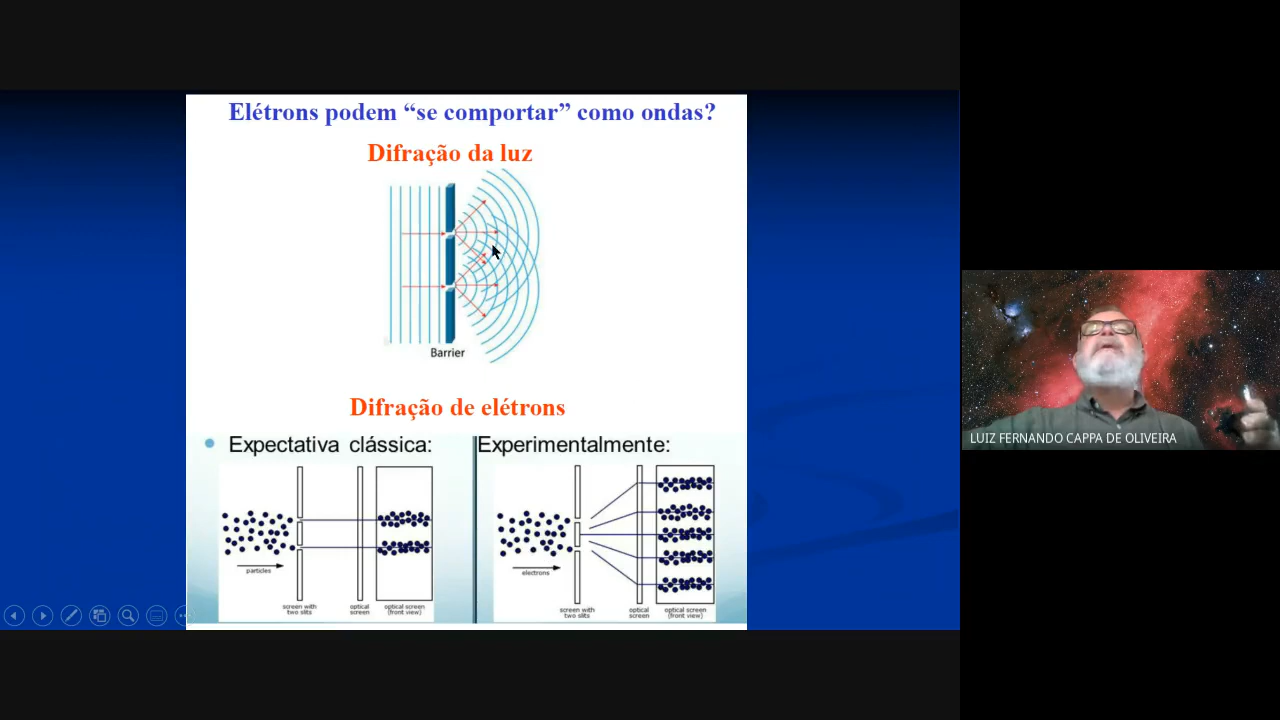 Elétrons podem “se comportar” como ondas?
Difração da luz
Barrier
Difração de elétrons
Expectativa clássica:
particles
screen with
two slits
optical
screen
optical screen
(front view)
Experimentalmente:
electrons
screen with
two slits
optical
screen
optical screen
(front view)
LUIZ FERNANDO CAPPA DE OLIVEIRA